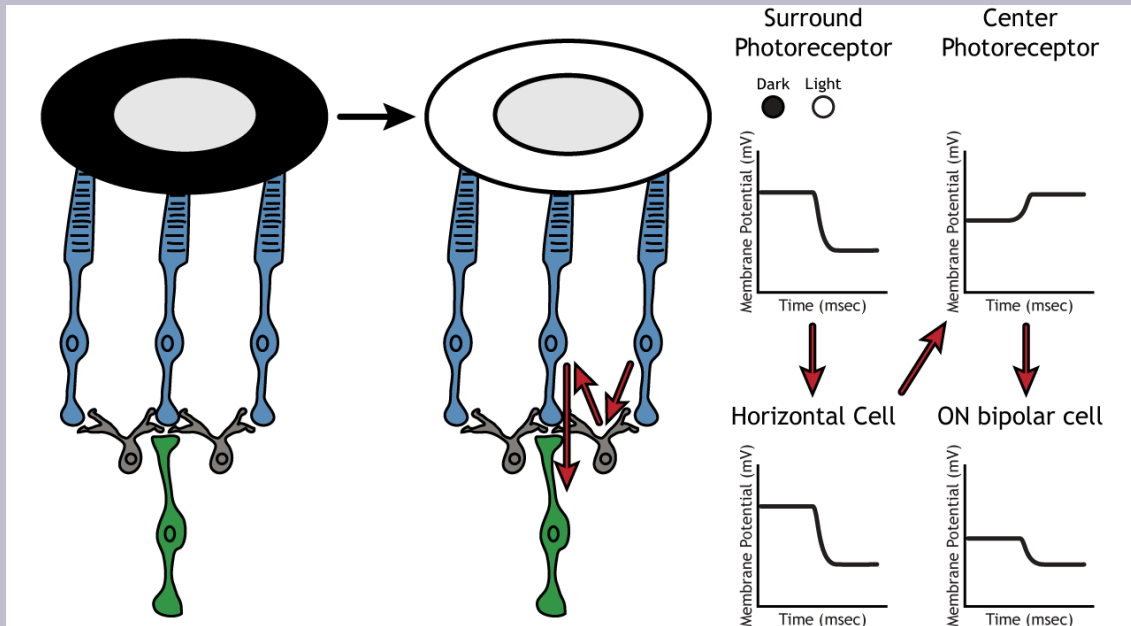 Surround
Photoreceptor
Center
Photoreceptor
Dark Light
Membrane Potential (mV)
Time (msec)
Membrane Potential (mV)
Time (msec)
Horizontal Cell
ON bipolar cell
Membrane Potential (mV)
Time (msec)
Membrane Potential (mV)
Time (msec)